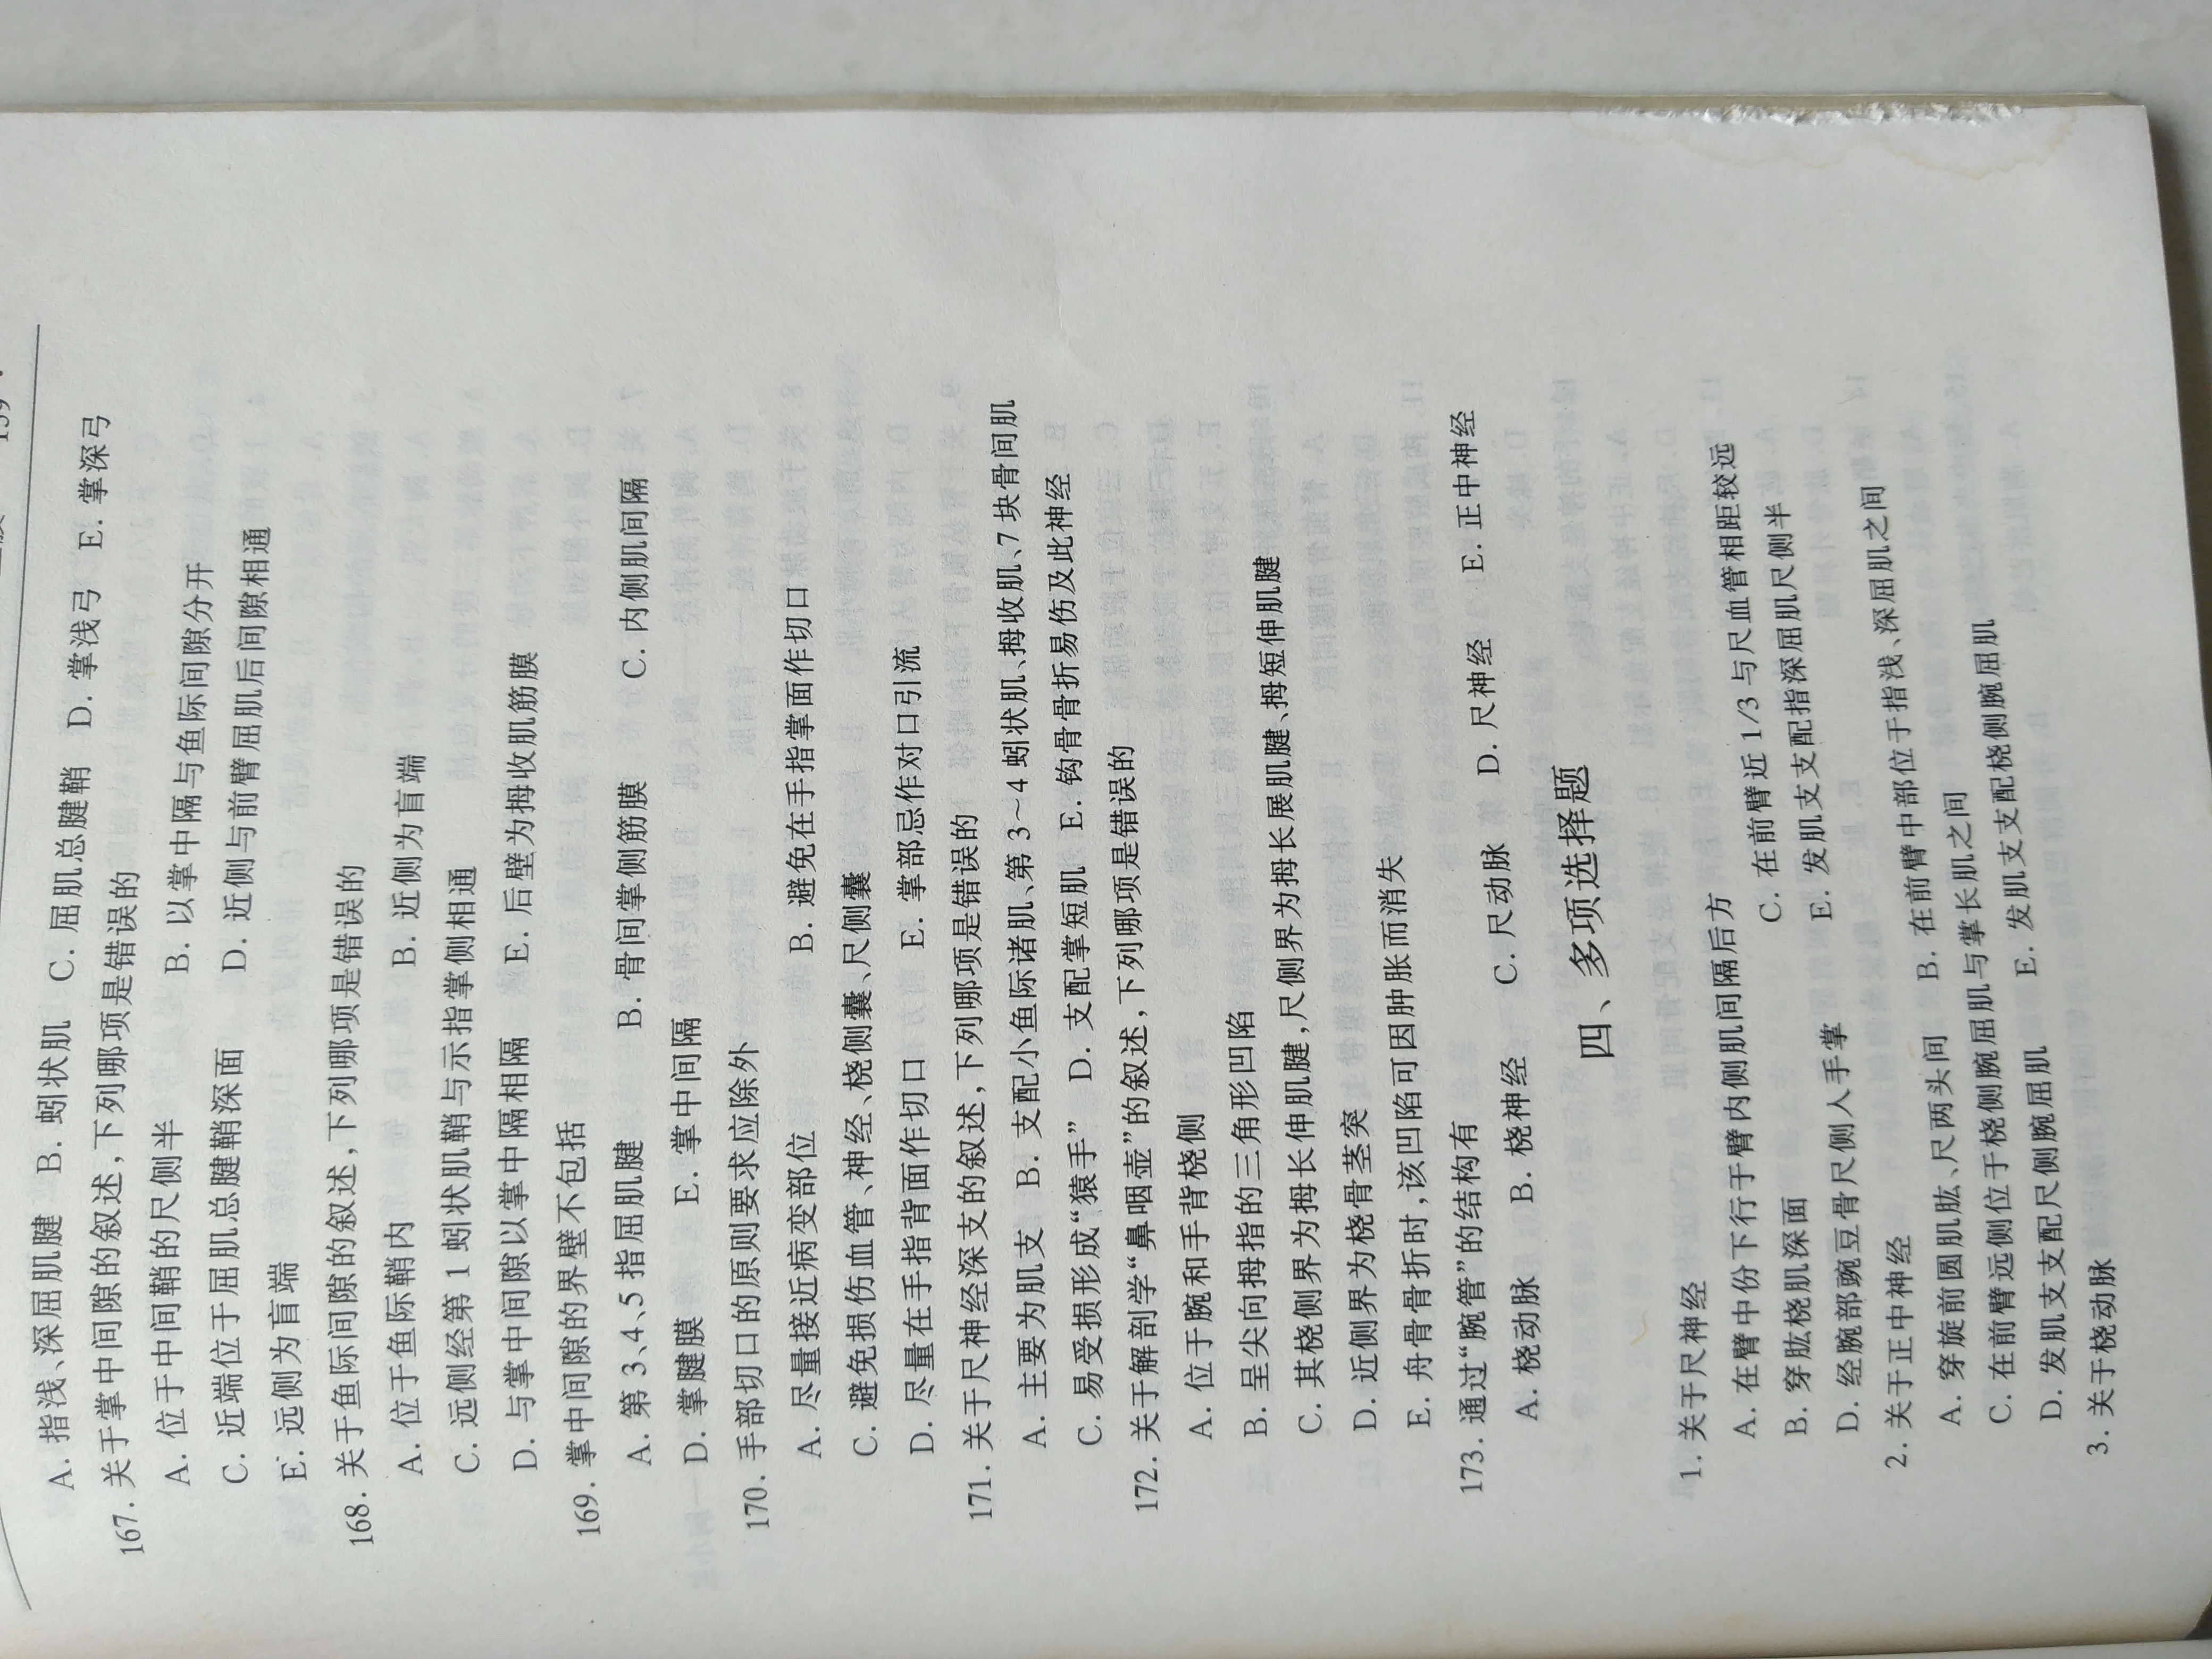 A. 指浅、深屈肌腱 B. 蚓状肌 C. 屈肌总腱鞘 D. 掌浅弓 E. 掌深弓
167. 关于掌中间隙的叙述,下列哪项是错误的
A. 位于中间鞘的尺侧半 B. 以掌中隔与鱼际间隙分开
C. 近端位于屈肌总腱鞘深面 D. 近侧与前臂屈肌后间隙相通
E. 远侧为盲端
168. 关于鱼际间隙的叙述,下列哪项是错误的
A. 位于鱼际鞘内 B. 近侧为盲端
C. 远侧经第 1 蚓状肌鞘与示指掌侧相通
D. 与掌中间隙以掌中隔相隔 E. 后壁为拇收肌筋膜
169. 掌中间隙的界壁不包括
A. 第 3、4、5 指屈肌腱 B. 骨间掌侧筋膜 C. 内侧肌间隔
D. 掌腱膜 E. 掌中间隔
170. 手部切口的原则要求应除外
A. 尽量接近病变部位 B. 避免在手指掌面作切口
C. 避免损伤血管、神经、桡侧囊、尺侧囊
D. 尽量在手指背面作切口 E. 掌部忌作对口引流
171. 关于尺神经深支的叙述,下列哪项是错误的
A. 主要为肌支 B. 支配小鱼际诸肌、第 3~4 蚓状肌、拇收肌、7 块骨间肌
C. 易受损形成“猿手” D. 支配掌短肌 E. 钩骨骨折易伤及此神经
172. 关于解剖学“鼻咽壶”的叙述,下列哪项是错误的
A. 位于腕和手背桡侧
B. 呈尖向拇指的三角形凹陷
C. 其桡侧界为拇长伸肌腱,尺侧界为拇长展肌腱、拇短伸肌腱
D. 近侧界为桡骨茎突
E. 舟骨骨折时,该凹陷可因肿胀而消失
173. 通过“腕管”的结构有
A. 桡动脉 B. 桡神经 C. 尺动脉 D. 尺神经 E. 正中神经
四、多项选择题
1. 关于尺神经
A. 在臂中份下行于臂内侧肌间隔后方
B. 穿肱桡肌深面 C. 在前臂近 1/3 与尺血管相距较远
D. 经腕部豌豆骨尺侧人手掌 E. 发肌支支配指深屈肌尺侧半
2. 关于正中神经
A. 穿旋前圆肌肱、尺两头间 B. 在前臂中部位于指浅、深屈肌之间
C. 在前臂远侧位于桡侧腕屈肌与掌长肌之间
D. 发肌支支配尺侧腕屈肌 E. 发肌支支配桡侧腕屈肌
3. 关于桡动脉